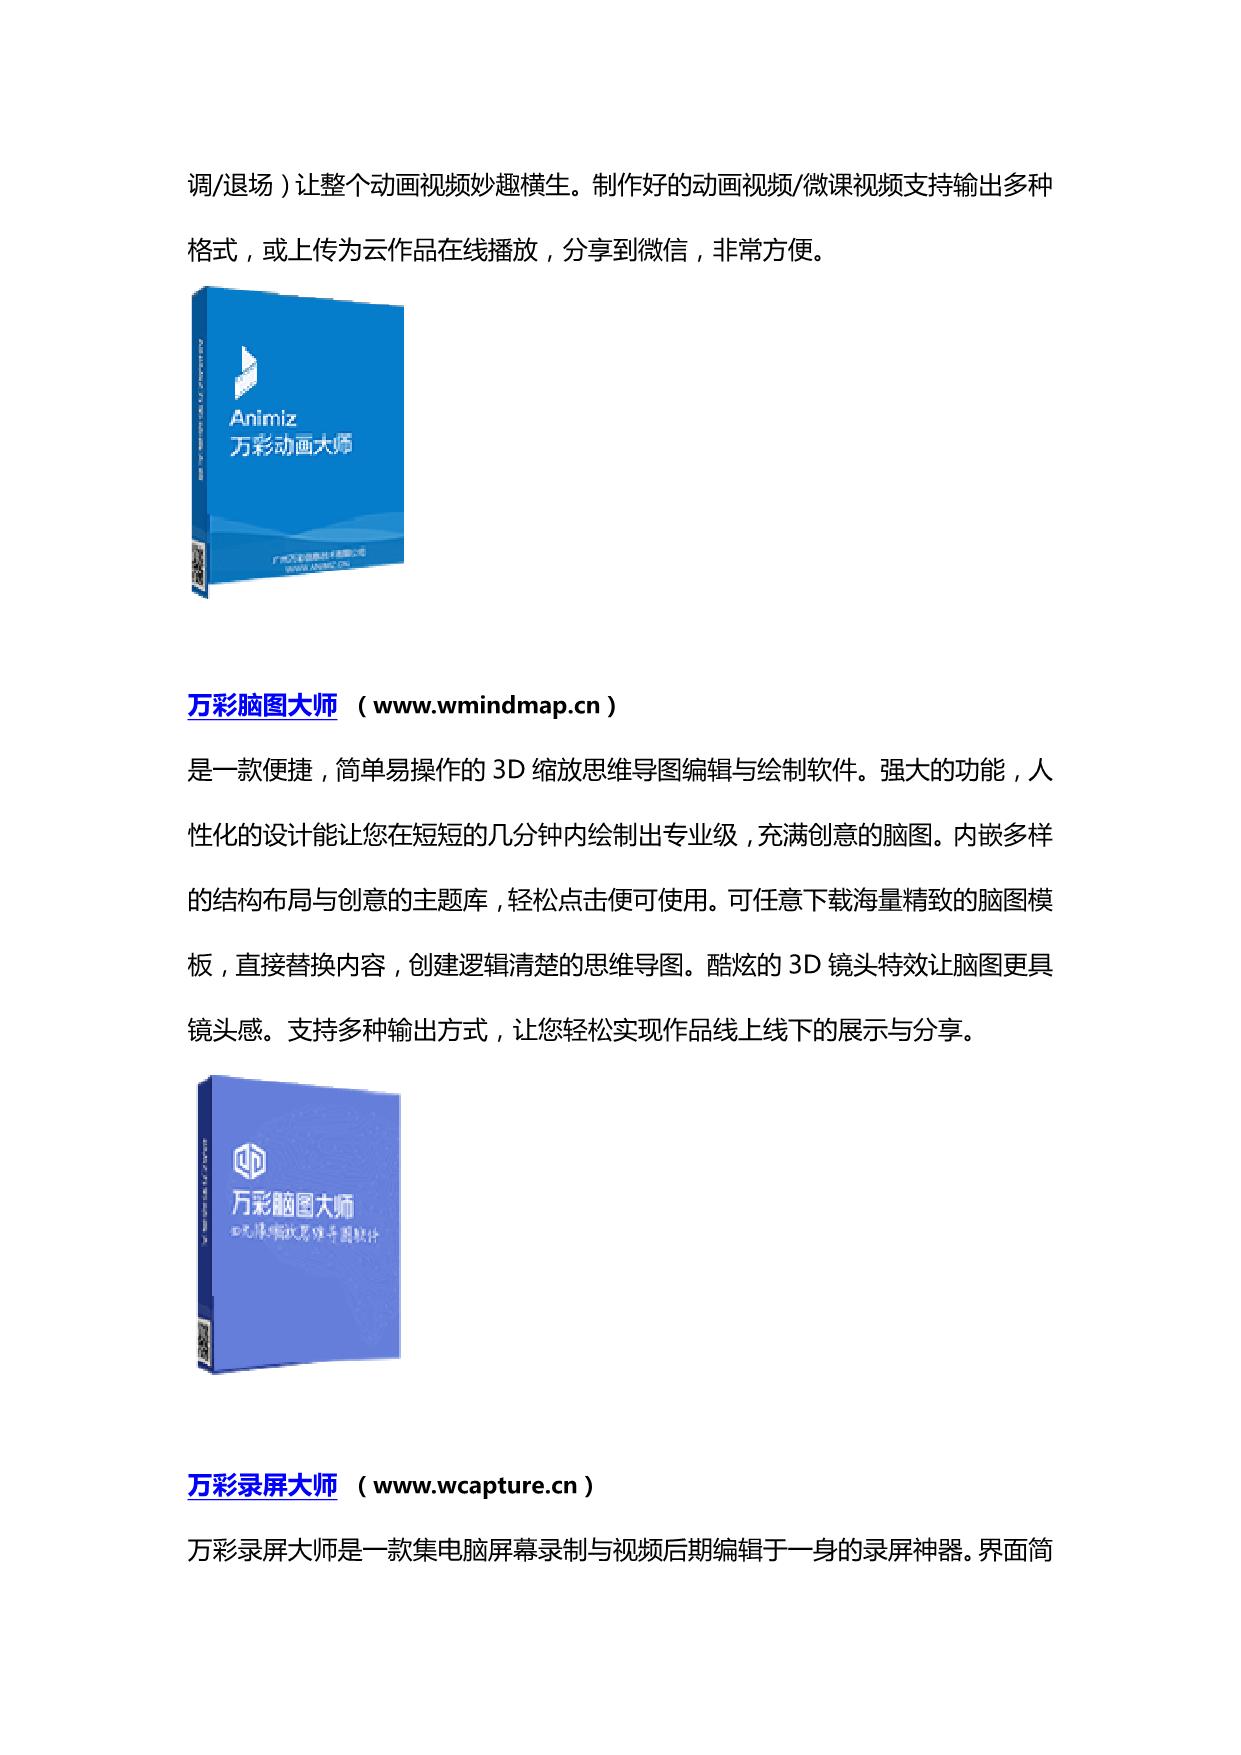 调/退场）让整个动画视频妙趣横生。制作好的动画视频/微课视频支持输出多种
格式，或上传为云作品在线播放，分享到微信，非常方便。
Animiz
万彩动画大师
广州万彩信息技术有限公司
WWW.ANIMIZ.CN
万彩脑图大师 （www.wmindmap.cn）
是一款便捷，简单易操作的 3D 缩放思维导图编辑与绘制软件。强大的功能，人
性化的设计能让您在短短的几分钟内绘制出专业级，充满创意的脑图。内嵌多样
的结构布局与创意的主题库，轻松点击便可使用。可任意下载海量精致的脑图模
板，直接替换内容，创建逻辑清楚的思维导图。酷炫的 3D 镜头特效让脑图更具
镜头感。支持多种输出方式，让您轻松实现作品线上线下的展示与分享。
万彩脑图大师
万彩录屏大师 （www.wcapture.cn）
万彩录屏大师是一款集电脑屏幕录制与视频后期编辑于一身的录屏神器。界面简